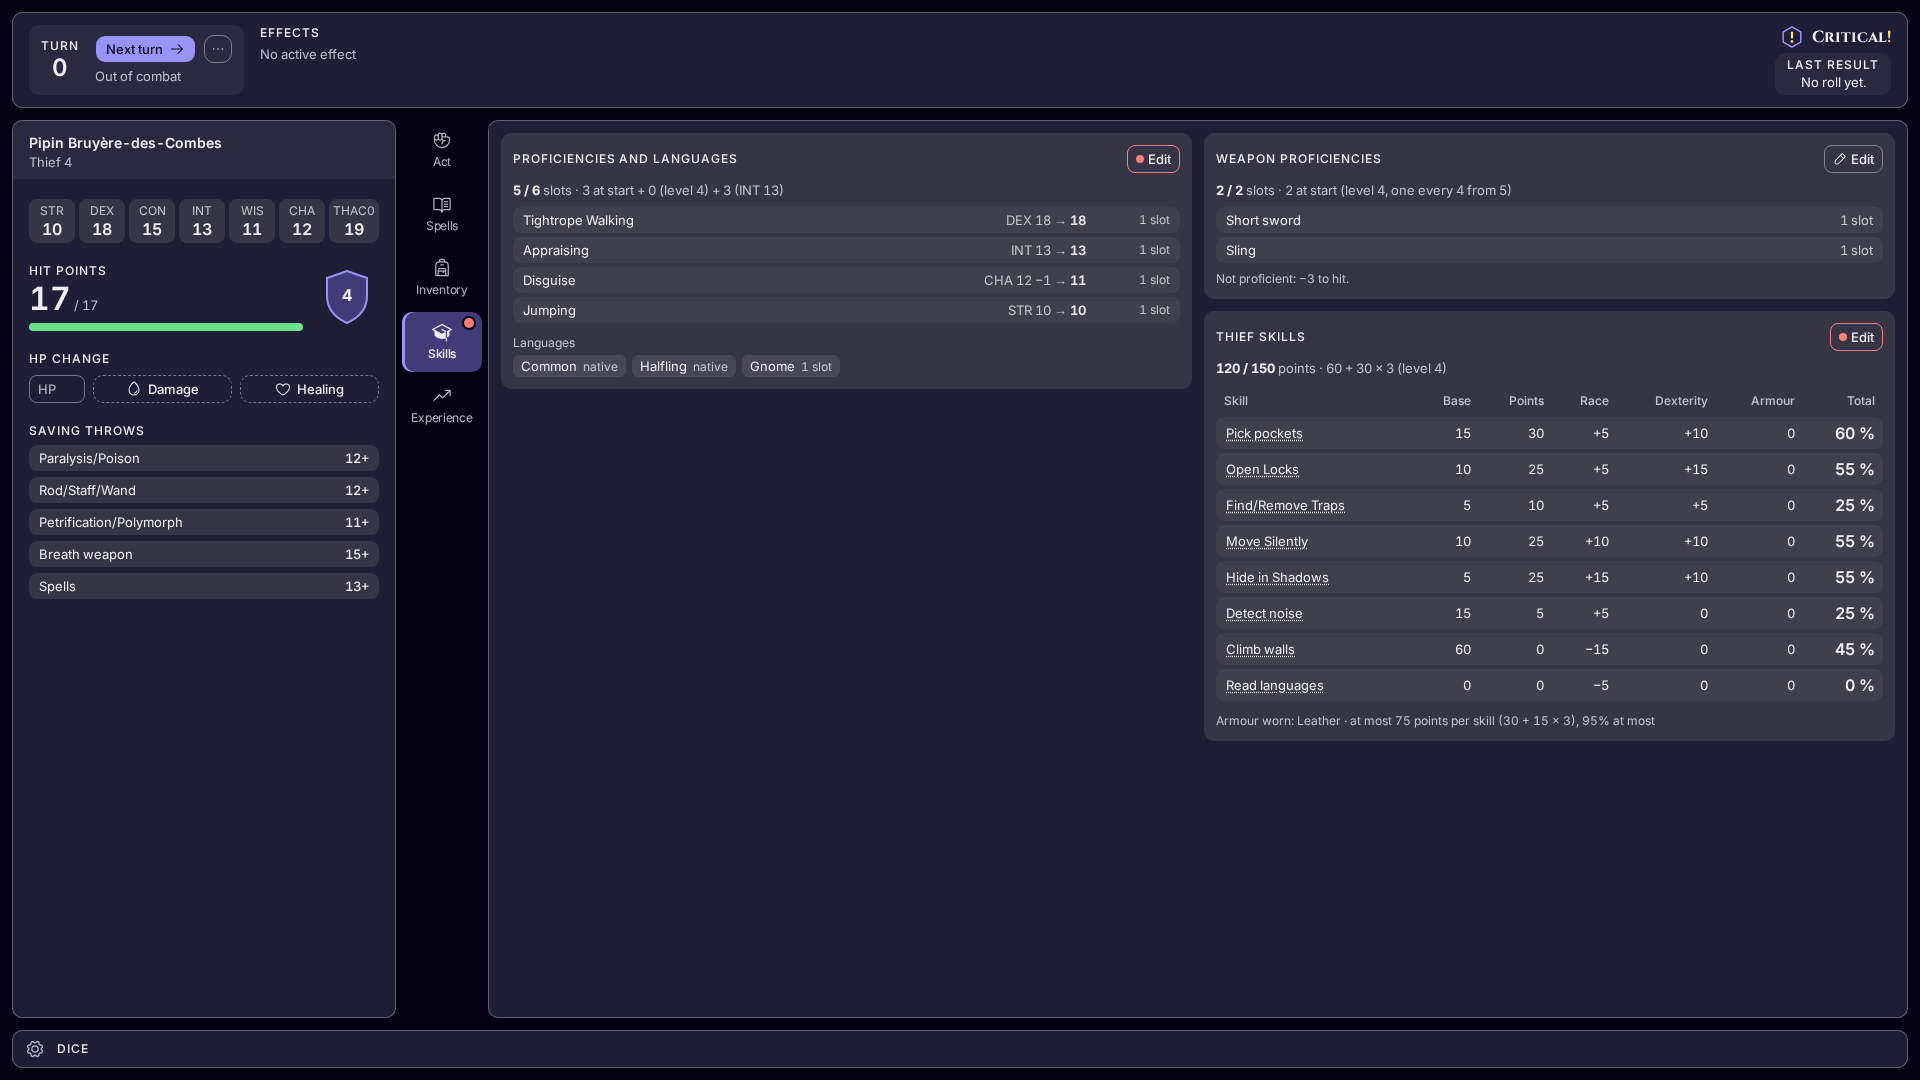 TURN
0
Next turn →
...
Out of combat
EFFECTS
No active effect
CRITICAL!
LAST RESULT
No roll yet.
Pipin Bruyère-des-Combes
Thief 4
STR DEX CON INT WIS CHA THAC0
10 18 15 13 11 12 19
HIT POINTS
17 / 17
4
HP CHANGE
HP Damage Healing
SAVING THROWS
Paralysis/Poison 12+
Rod/Staff/Wand 12+
Petrification/Polymorph 11+
Breath weapon 15+
Spells 13+
Act
Spells
Inventory
Skills
Experience
PROFICIENCIES AND LANGUAGES Edit
5 / 6 slots · 3 at start + 0 (level 4) + 3 (INT 13)
Tightrope Walking DEX 18 → 18 1 slot
Appraising INT 13 → 13 1 slot
Disguise CHA 12 −1 → 11 1 slot
Jumping STR 10 → 10 1 slot
Languages
Common native Halfling native Gnome 1 slot
WEAPON PROFICIENCIES Edit
2 / 2 slots · 2 at start (level 4, one every 4 from 5)
Short sword 1 slot
Sling 1 slot
Not proficient: −3 to hit.
THIEF SKILLS Edit
120 / 150 points · 60 + 30 × 3 (level 4)
Skill Base Points Race Dexterity Armour Total
Pick pockets 15 30 +5 +10 0 60 %
Open Locks 10 25 +5 +15 0 55 %
Find/Remove Traps 5 10 +5 +5 0 25 %
Move Silently 10 25 +10 +10 0 55 %
Hide in Shadows 5 25 +15 +10 0 55 %
Detect noise 15 5 +5 0 0 25 %
Climb walls 60 0 −15 0 0 45 %
Read languages 0 0 −5 0 0 0 %
Armour worn: Leather · at most 75 points per skill (30 + 15 × 3), 95% at most
DICE